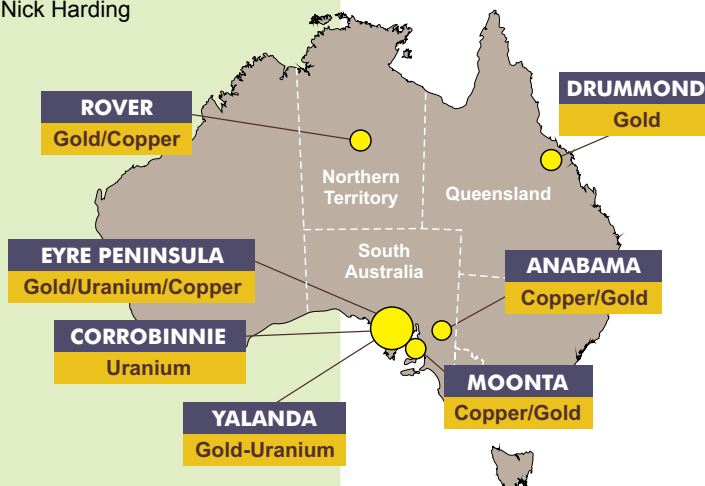 Nick Harding
DRUMMOND
Gold
ROVER
Gold/Copper
Northern
Territory
Queensland
South
Australia
EYRE PENINSULA
Gold/Uranium/Copper
ANABAMA
Copper/Gold
CORROBINNIE
Uranium
MOONTA
Copper/Gold
YALANDA
Gold-Uranium